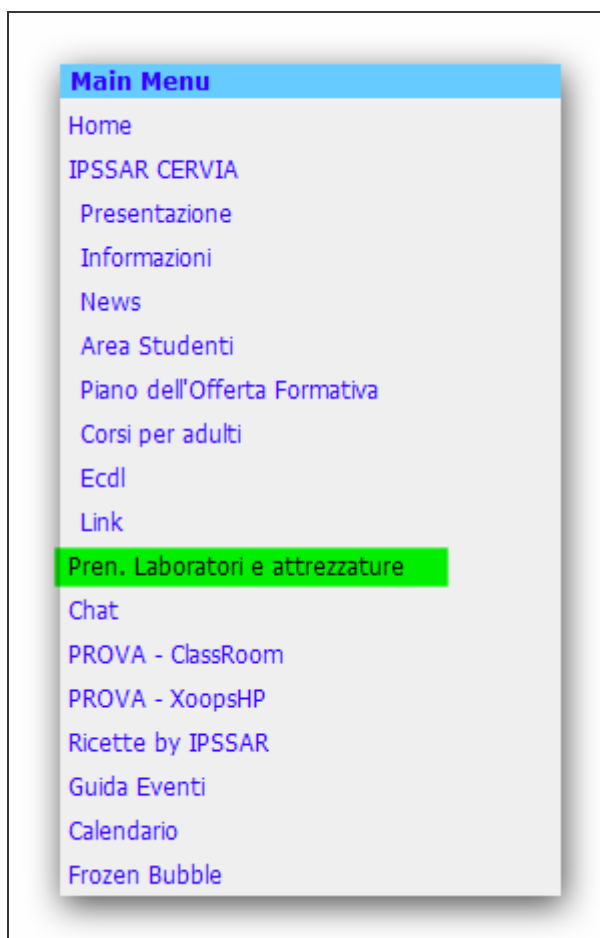 Main Menu
Home
IPSSAR CERVIA
Presentazione
Informazioni
News
Area Studenti
Piano dell'Offerta Formativa
Corsi per adulti
Ecdl
Link
Pren. Laboratori e attrezzature
Chat
PROVA - ClassRoom
PROVA - XoopsHP
Ricette by IPSSAR
Guida Eventi
Calendario
Frozen Bubble